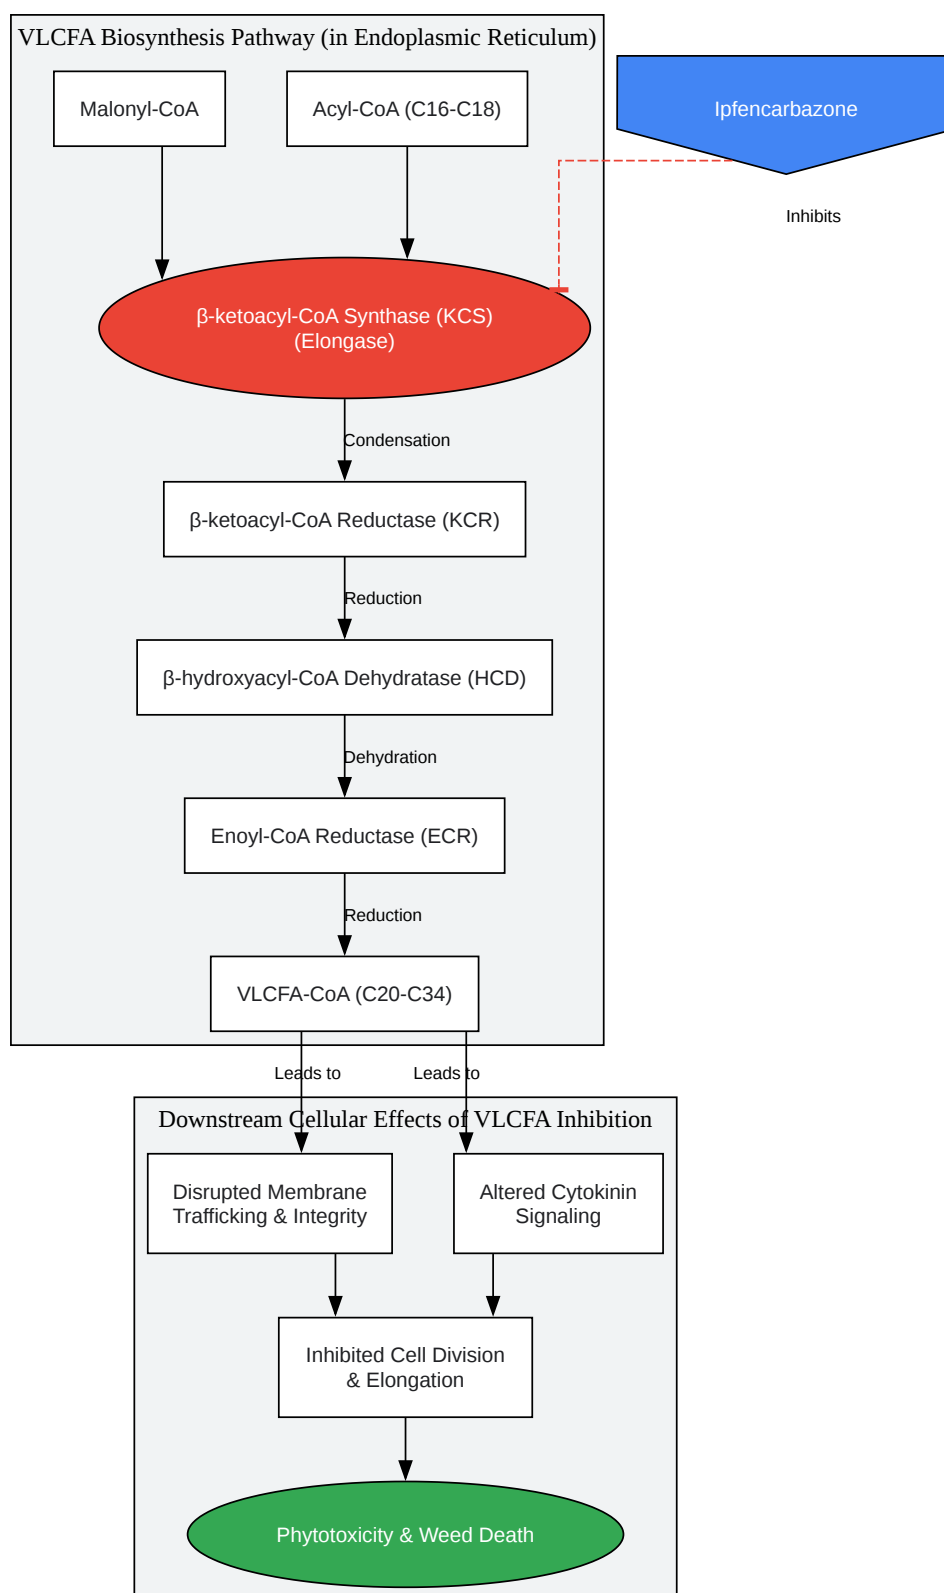 VLCFA Biosynthesis Pathway (in Endoplasmic Reticulum)
Malonyl-CoA
Acyl-CoA (C16-C18)
Ipfencarbazone
Inhibits
β-ketoacyl-CoA Synthase (KCS)
(Elongase)
Condensation
β-ketoacyl-CoA Reductase (KCR)
Reduction
β-hydroxyacyl-CoA Dehydratase (HCD)
Dehydration
Enoyl-CoA Reductase (ECR)
Reduction
VLCFA-CoA (C20-C34)
Leads to
Leads to
Downstream Cellular Effects of VLCFA Inhibition
Disrupted Membrane
Trafficking & Integrity
Altered Cytokinin
Signaling
Inhibited Cell Division
& Elongation
Phytotoxicity & Weed Death